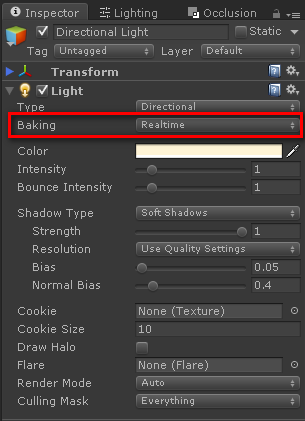 Inspector Lighting Occlusion
Directional Light Static
Tag Untagged Layer Default
Transform
Light
Type Directional
Baking Realtime
Color
Intensity 1
Bounce Intensity 1
Shadow Type Soft Shadows
Strength 1
Resolution Use Quality Settings
Bias 0.05
Normal Bias 0.4
Cookie None (Texture)
Cookie Size 10
Draw Halo
Flare None (Flare)
Render Mode Auto
Culling Mask Everything